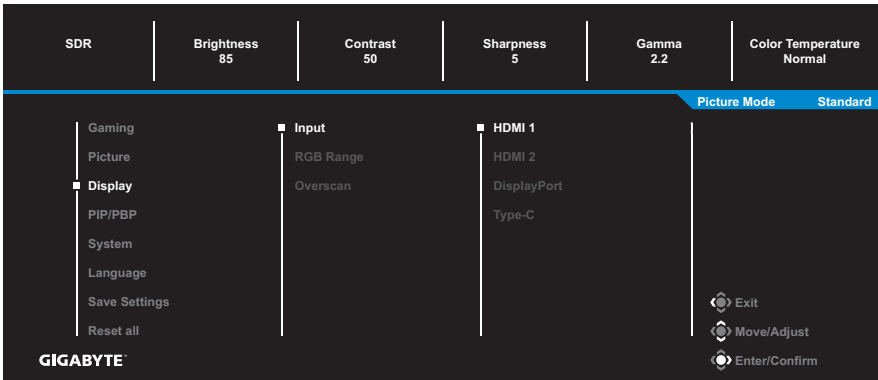 SDR
Brightness
85
Contrast
50
Sharpness
5
Gamma
2.2
Color Temperature
Normal
Picture Mode Standard
Gaming
Picture
Display
PIP/PBP
System
Language
Save Settings
Reset all
Input
RGB Range
Overscan
HDMI 1
HDMI 2
DisplayPort
Type-C
Exit
Move/Adjust
Enter/Confirm
GIGABYTE™